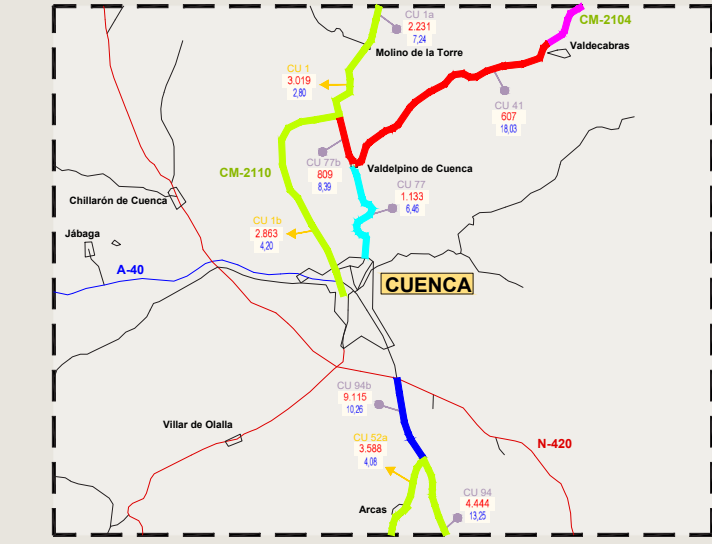 CU 1a
2,231
7,24
CM-2104
Molino de la Torre
Valdecabras
CU 1
3.019
2,80
CU 41
607
18,03
CU 77b
809
8,39
Valdelpino de Cuenca
CM-2110
CU 77
1.133
6,46
Chillarón de Cuenca
CU 1b
2.863
4,20
Jábaga
A-40
CUENCA
CU 94b
9.115
10,26
Villar de Olalla
CU 52a
3.588
4,08
N-420
CU 94
4.444
13,25
Arcas